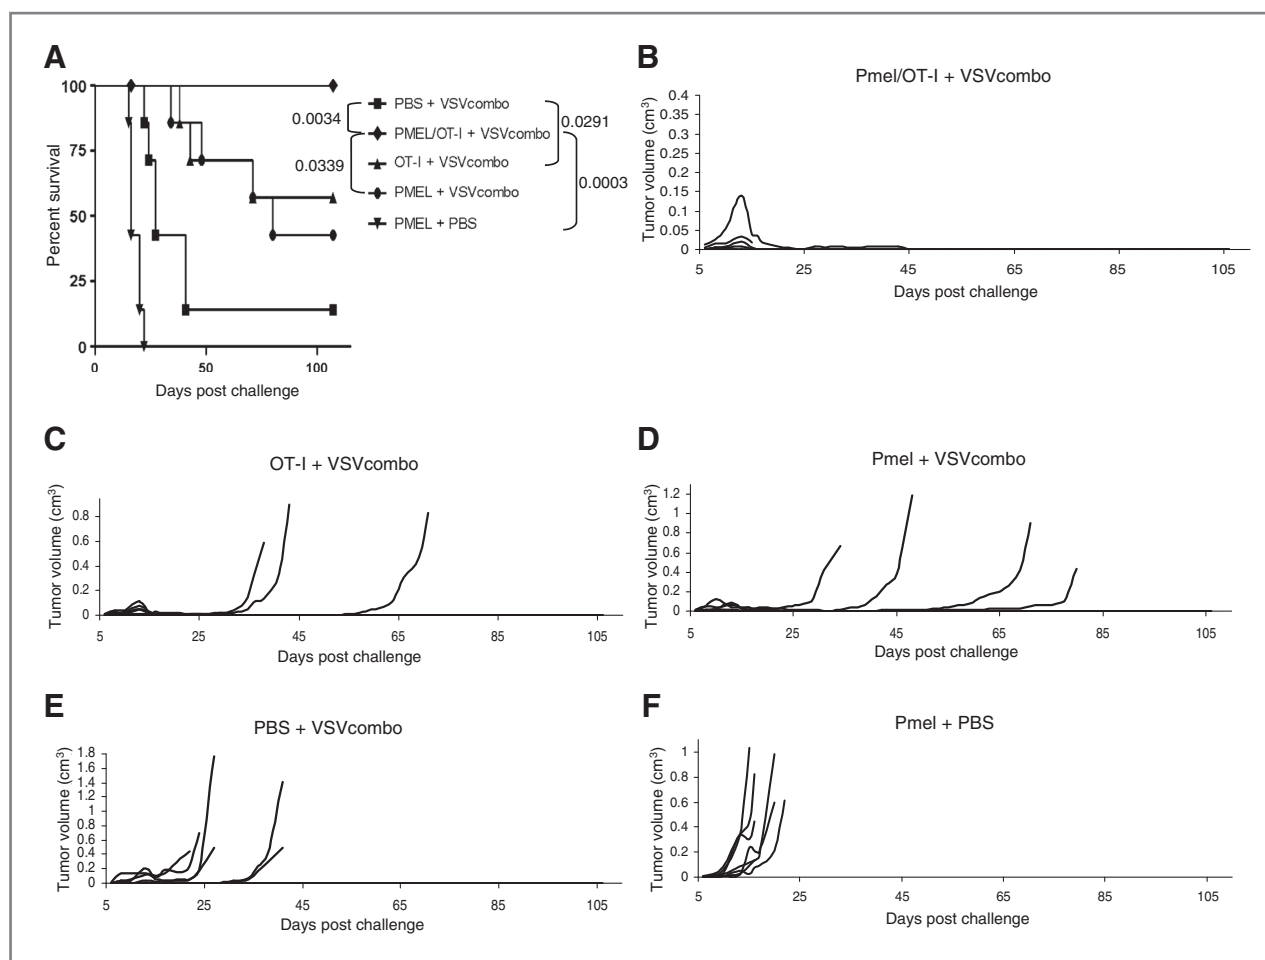 A
Percent survival
100
75
50
25
0
0
50
100
Days post challenge
PBS + VSVcombo
PMEL/OT-I + VSVcombo
OT-I + VSVcombo
PMEL + VSVcombo
PMEL + PBS
0.0034
0.0339
0.0291
0.0003
B
Pmel/OT-I + VSVcombo
Tumor volume (cm³)
0.4
0.35
0.3
0.25
0.2
0.15
0.1
0.05
0
5 25 45 65 85 105
Days post challenge
C
OT-I + VSVcombo
Tumor volume (cm³)
0.8
0.6
0.4
0.2
0
5 25 45 65 85 105
Days post challenge
D
Pmel + VSVcombo
Tumor volume (cm³)
1.2
1
0.8
0.6
0.4
0.2
0
5 25 45 65 85 105
Days post challenge
E
PBS + VSVcombo
Tumor volume (cm³)
1.8
1.6
1.4
1.2
1
0.8
0.6
0.4
0.2
0
5 25 45 65 85 105
Days post challenge
F
Pmel + PBS
Tumor volume (cm³)
1
0.8
0.6
0.4
0.2
0
5 25 45 65 85 105
Days post challenge